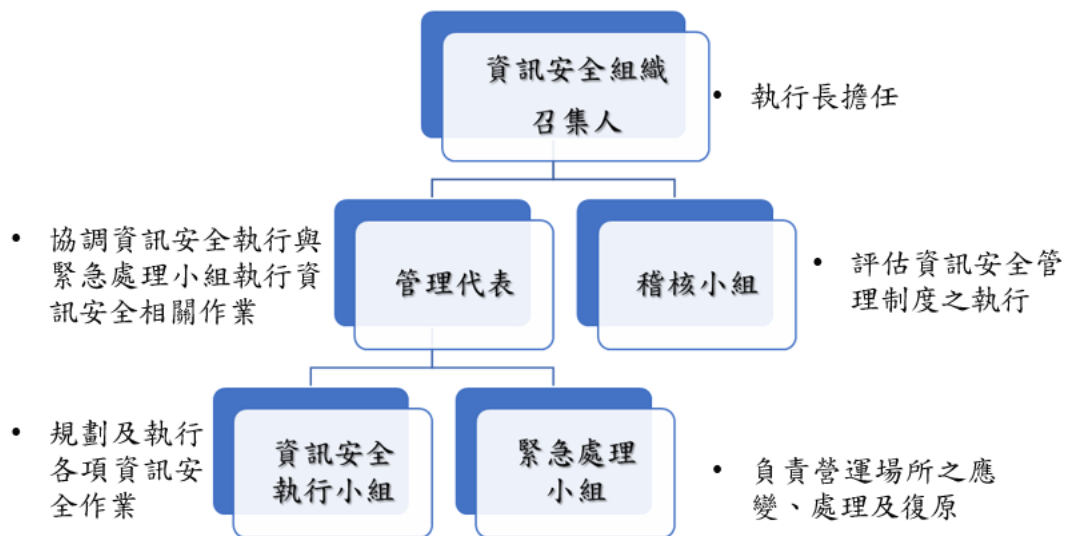 資訊安全組織
召集人
• 執行長擔任
• 協調資訊安全執行與
緊急處理小組執行資
訊安全相關作業
管理代表
稽核小組
• 評估資訊安全管
理制度之執行
• 規劃及執行
各項資訊安
全作業
資訊安全
執行小組
緊急處理
小組
• 負責營運場所之應
變、處理及復原